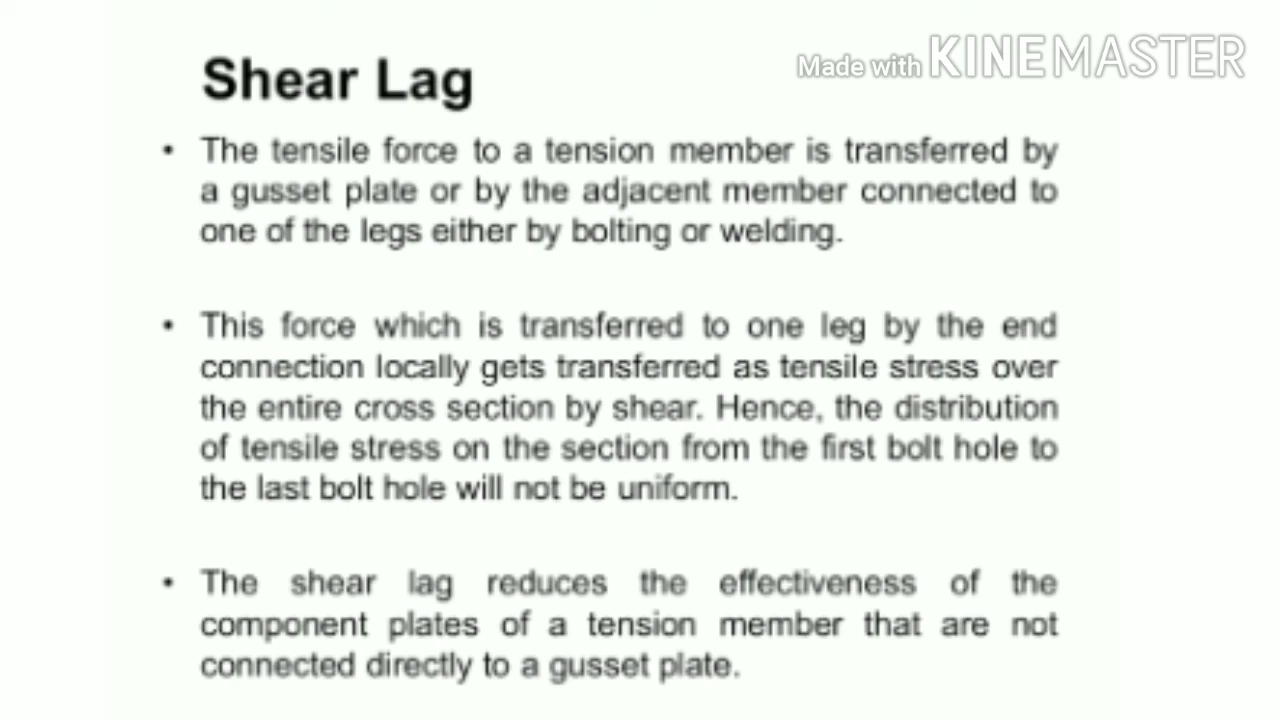 Made with KINEMASTER
Shear Lag
• The tensile force to a tension member is transferred by
a gusset plate or by the adjacent member connected to
one of the legs either by bolting or welding.
• This force which is transferred to one leg by the end
connection locally gets transferred as tensile stress over
the entire cross section by shear. Hence, the distribution
of tensile stress on the section from the first bolt hole to
the last bolt hole will not be uniform.
• The shear lag reduces the effectiveness of the
component plates of a tension member that are not
connected directly to a gusset plate.